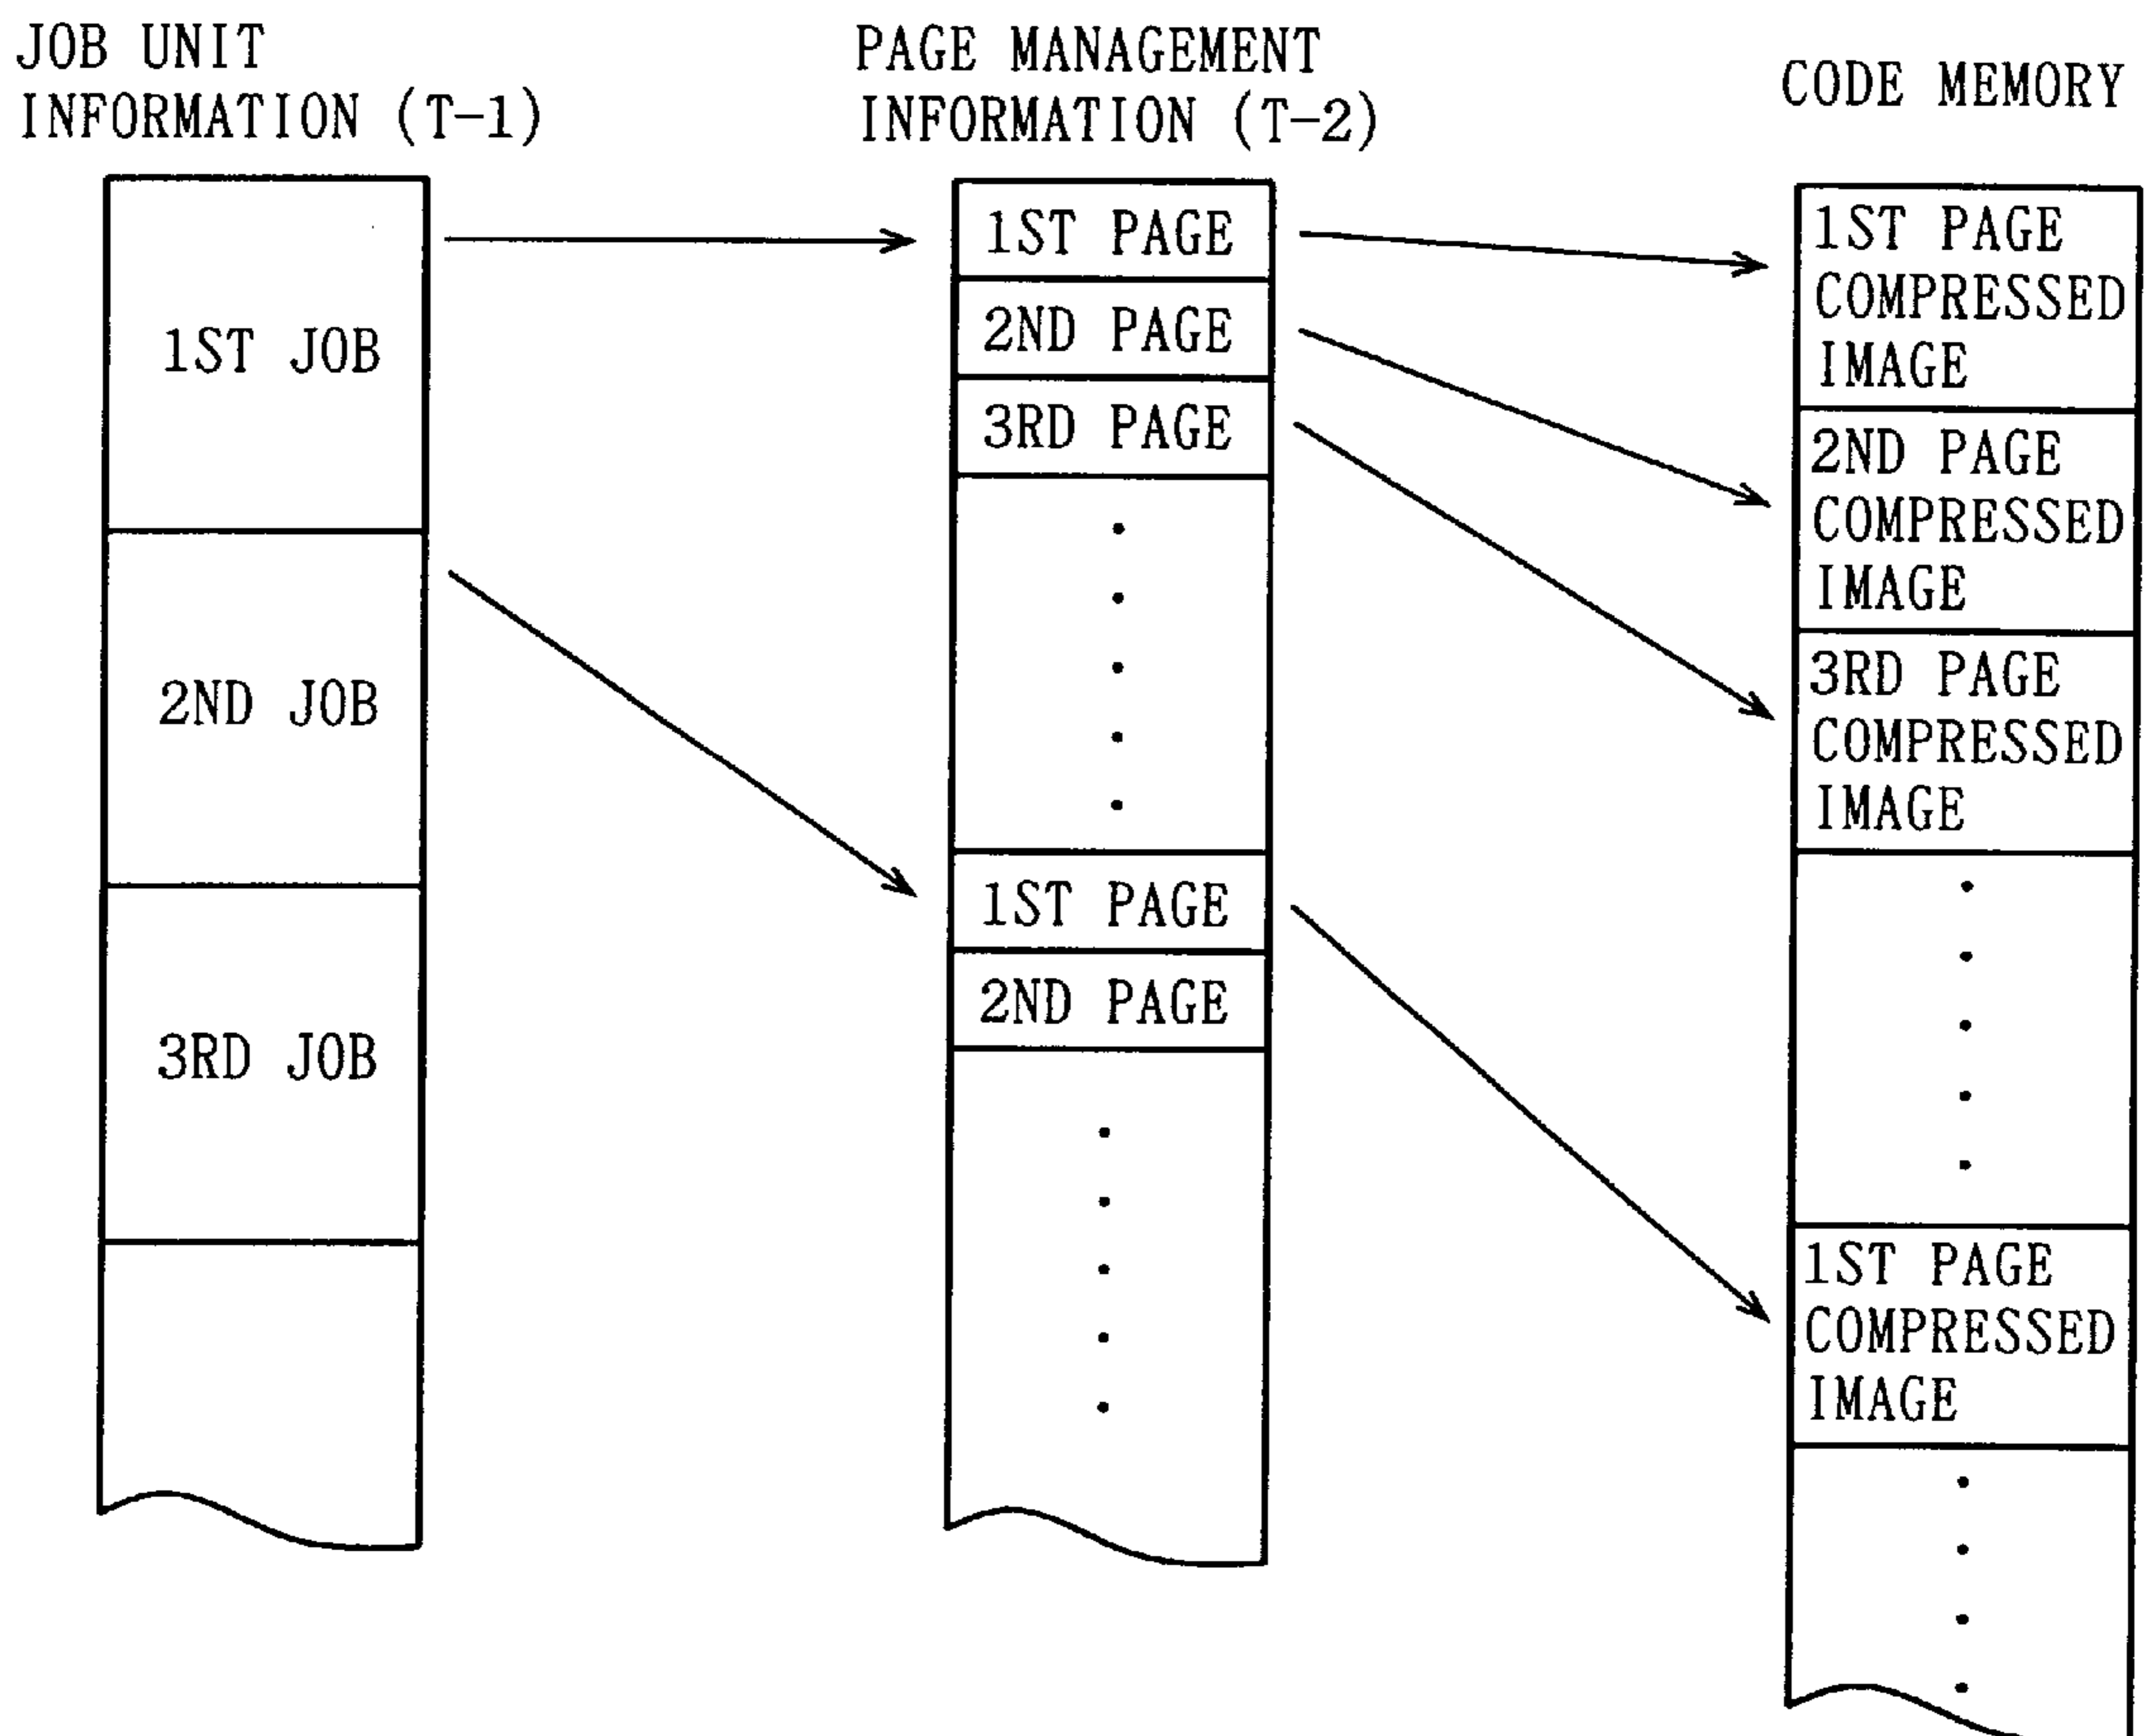 JOB UNIT
INFORMATION (T-1)
1ST JOB
2ND JOB
3RD JOB
PAGE MANAGEMENT
INFORMATION (T-2)
1ST PAGE
2ND PAGE
3RD PAGE
1ST PAGE
2ND PAGE
CODE MEMORY
1ST PAGE
COMPRESSED
IMAGE
2ND PAGE
COMPRESSED
IMAGE
3RD PAGE
COMPRESSED
IMAGE
1ST PAGE
COMPRESSED
IMAGE